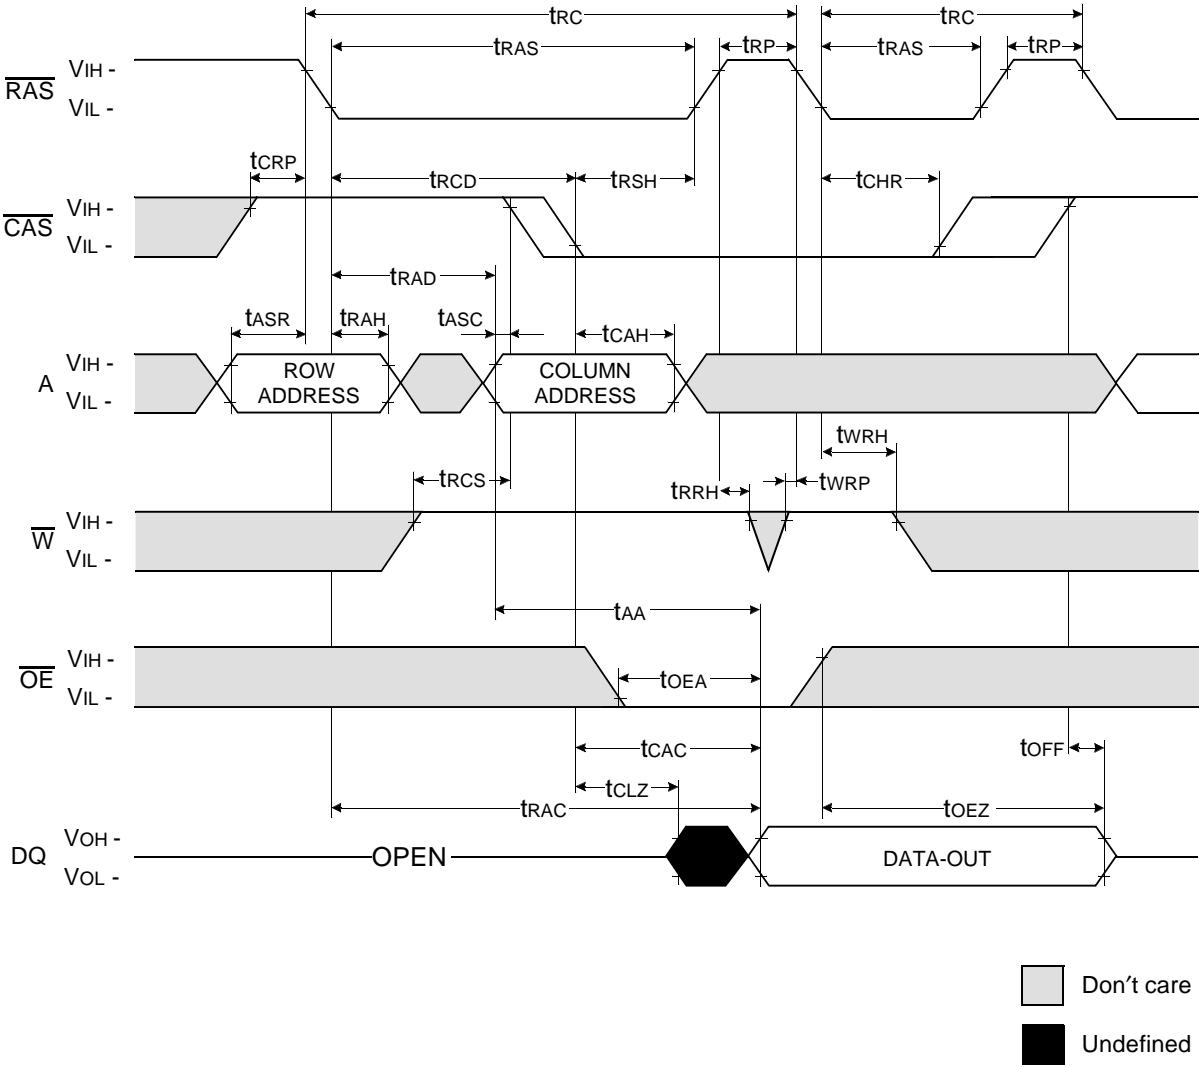 tRC tRC
tRAS tRP tRAS tRP
RAS VIH -
VIL -
tCRP tRCD tRSH tCHR
CAS VIH -
VIL -
tRAD
tASR tRAH tASC tCAH
A VIH -
VIL -
ROW
ADDRESS
COLUMN
ADDRESS
tWRH
tRCS tRRH tWRP
W VIH -
VIL -
tAA
OE VIH -
VIL -
tOEA
tCAC tOFF
tCLZ
tRAC tOEZ
DQ VOH -
VOL -
OPEN DATA-OUT
Don′t care
Undefined